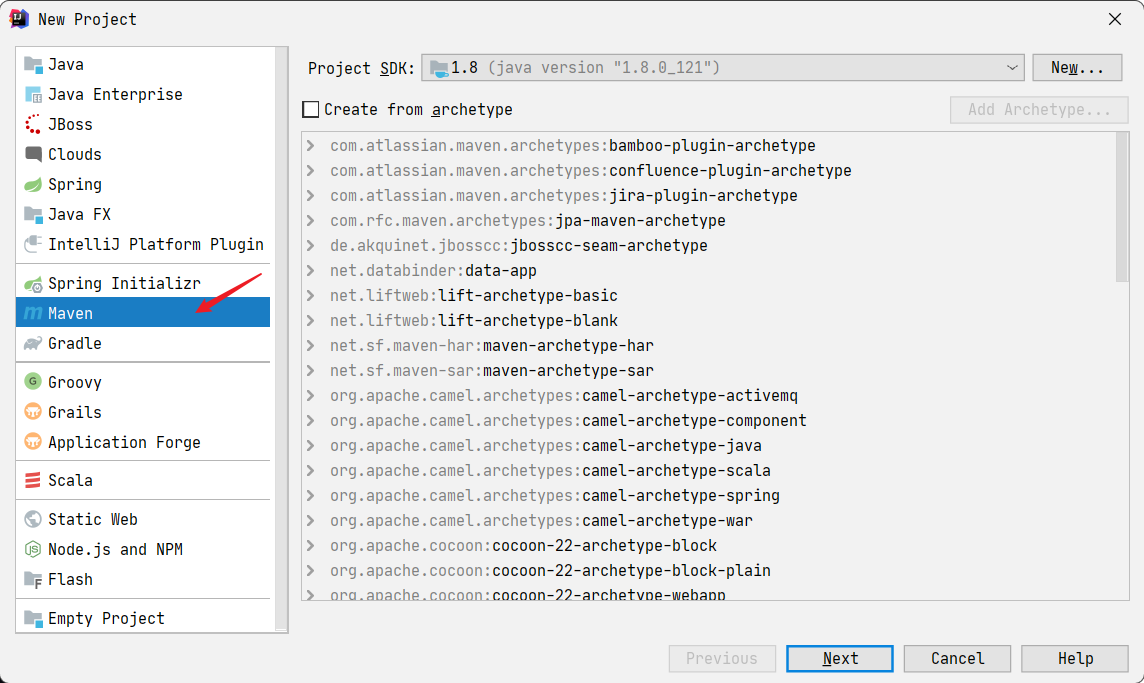 New Project
Java
Java Enterprise
JBoss
Clouds
Spring
Java FX
IntelliJ Platform Plugin
Spring Initializr
Maven
Gradle
Groovy
Grails
Application Forge
Scala
Static Web
Node.js and NPM
Flash
Empty Project
Project SDK: 1.8 (java version "1.8.0_121") New...
Create from archetype Add Archetype...
com.atlassian.maven.archetypes:bamboo-plugin-archetype
com.atlassian.maven.archetypes:confluence-plugin-archetype
com.atlassian.maven.archetypes:jira-plugin-archetype
com.rfc.maven.archetypes:jpa-maven-archetype
de.akquinet.jbosscc:jbosscc-seam-archetype
net.databinder:data-app
net.liftweb:lift-archetype-basic
net.liftweb:lift-archetype-blank
net.sf.maven-har:maven-archetype-har
net.sf.maven-sar:maven-archetype-sar
org.apache.camel.archetypes:camel-archetype-activemq
org.apache.camel.archetypes:camel-archetype-component
org.apache.camel.archetypes:camel-archetype-java
org.apache.camel.archetypes:camel-archetype-scala
org.apache.camel.archetypes:camel-archetype-spring
org.apache.camel.archetypes:camel-archetype-war
org.apache.cocoon:cocoon-22-archetype-block
org.apache.cocoon:cocoon-22-archetype-block-plain
org.apache.cocoon:cocoon-22-archetype-webapp
Previous Next Cancel Help